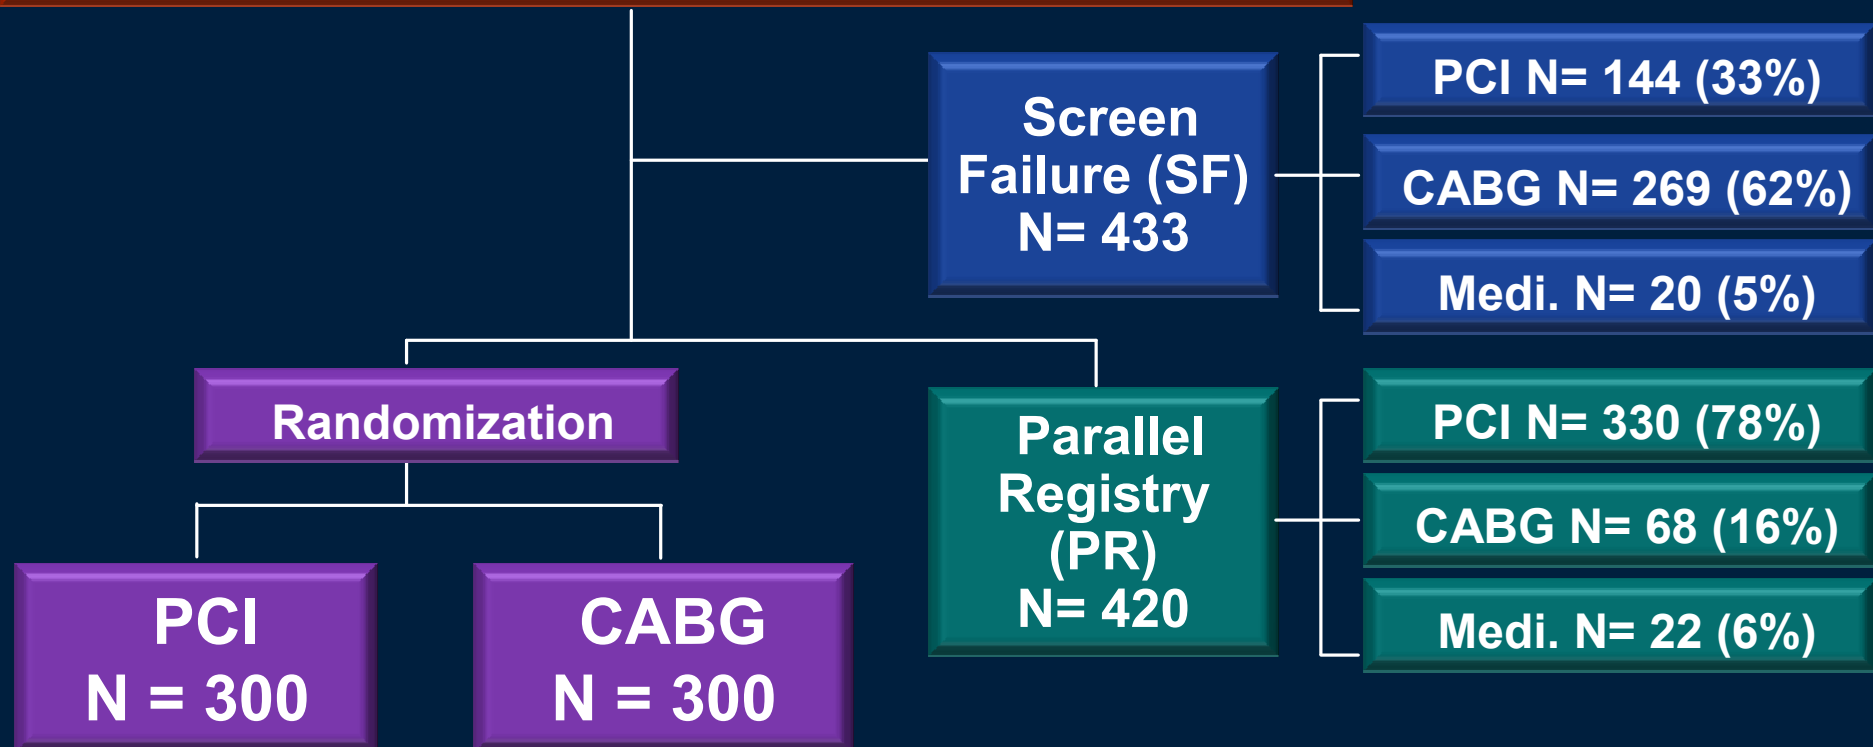 Screen
Failure (SF)
N= 433
PCI N= 144 (33%)
CABG N= 269 (62%)
Medi. N= 20 (5%)
Randomization
PCI
N = 300
CABG
N = 300
Parallel
Registry
(PR)
N= 420
PCI N= 330 (78%)
CABG N= 68 (16%)
Medi. N= 22 (6%)